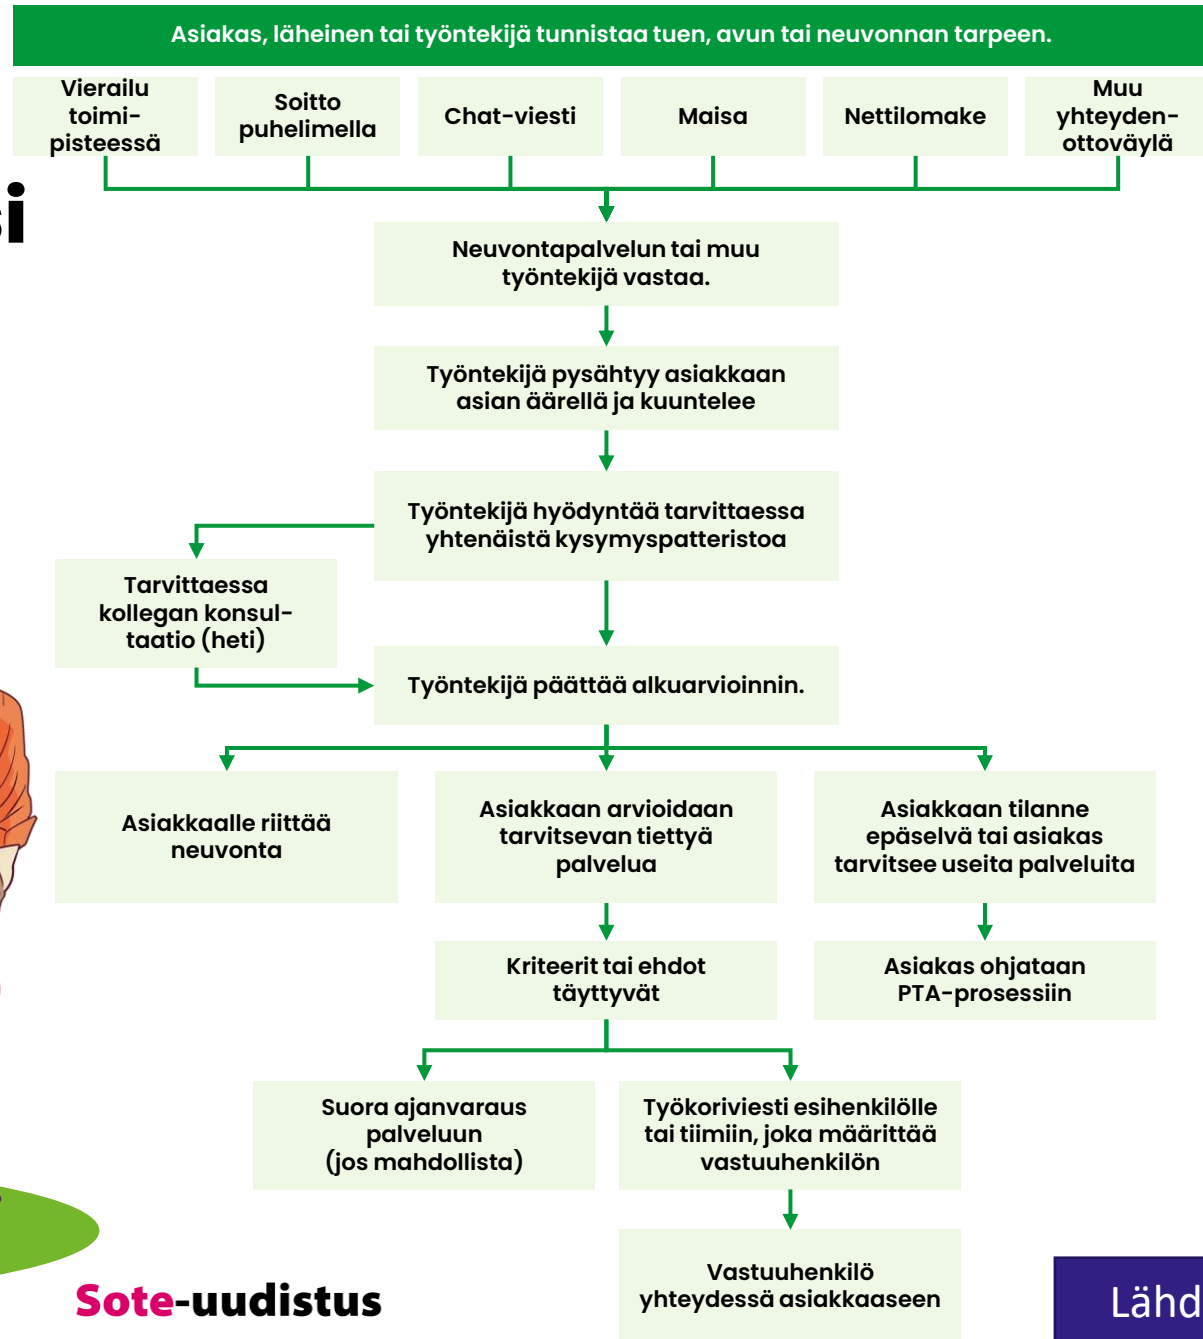 Asiakas, läheinen tai työntekijä tunnistaa tuen, avun tai neuvonnan tarpeen.
Vierailu
toimi-
pisteessä
Soitto
puhelimella
Chat-viesti
Maisa
Nettilomake
Muu
yhteyden-
ottoväylä
si
Neuvontapalvelun tai muu
työntekijä vastaa.
Työntekijä pysähtyy asiakkaan
asian äärellä ja kuuntelee
Työntekijä hyödyntää tarvittaessa
yhtenäistä kysymyspatteristoa
Tarvittaessa
kollegan konsul-
taatio (heti)
Työntekijä päättää alkuarvioinnin.
Asiakkaalle riittää
neuvonta
Asiakkaan arvioidaan
tarvitsevan tiettyä
palvelua
Asiakkaan tilanne
epäselvä tai asiakas
tarvitsee useita palveluita
Kriteerit tai ehdot
täyttyvät
Asiakas ohjataan
PTA-prosessiin
Suora ajanvaraus
palveluun
(jos mahdollista)
Työkoriviesti esihenkilölle
tai tiimiin, joka määrittää
vastuuhenkilön
Vastuuhenkilö
yhteydessä asiakkaaseen
Sote-uudistus
Lähd